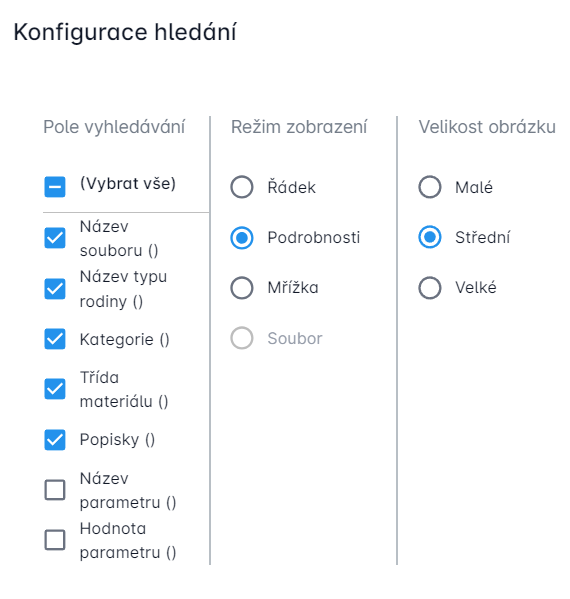 Konfigurace hledání
Pole vyhledávání
(Vybrat vše)
Název
souboru ()
Název typu
rodiny ()
Kategorie ()
Třída
materiálu ()
Popisky ()
Název
parametru ()
Hodnota
parametru ()
Režim zobrazení
Řádek
Podrobnosti
Mřížka
Soubor
Velikost obrázku
Malé
Střední
Velké